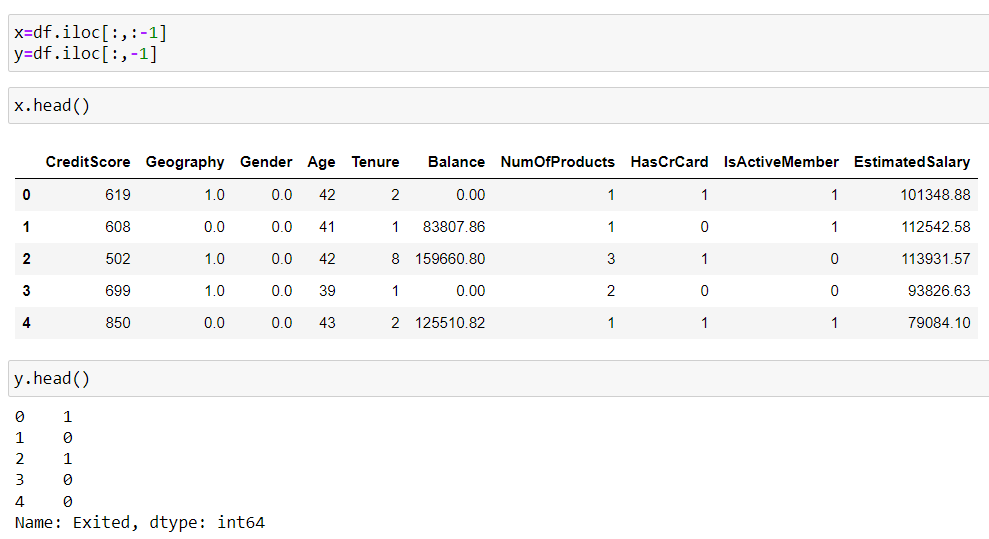 x=df.iloc[:,:-1]
y=df.iloc[:,-1]
x.head()
CreditScore Geography Gender Age Tenure Balance NumOfProducts HasCrCard IsActiveMember EstimatedSalary
0 619 1.0 0.0 42 2 0.00 1 1 1 101348.88
1 608 0.0 0.0 41 1 83807.86 1 0 1 112542.58
2 502 1.0 0.0 42 8 159660.80 3 1 0 113931.57
3 699 1.0 0.0 39 1 0.00 2 0 0 93826.63
4 850 0.0 0.0 43 2 125510.82 1 1 1 79084.10
y.head()
0 1
1 0
2 1
3 0
4 0
Name: Exited, dtype: int64